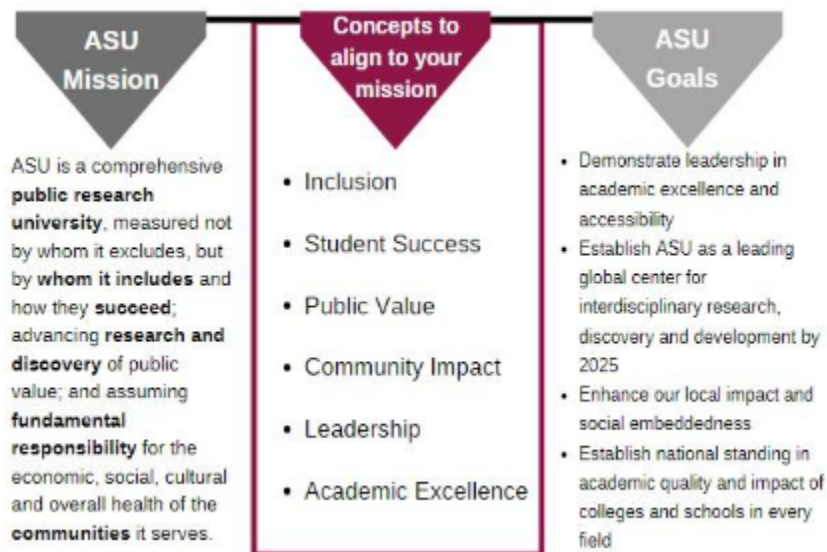 ASU
Mission
ASU is a comprehensive
public research
university, measured not
by whom it excludes, but
by whom it includes and
how they succeed;
advancing research and
discovery of public
value; and assuming
fundamental
responsibility for the
economic, social, cultural
and overall health of the
communities it serves.
Concepts to
align to your
mission
• Inclusion
• Student Success
• Public Value
• Community Impact
• Leadership
• Academic Excellence
ASU
Goals
• Demonstrate leadership in
academic excellence and
accessibility
• Establish ASU as a leading
global center for
interdisciplinary research,
discovery and development by
2025
• Enhance our local impact and
social embeddedness
• Establish national standing in
academic quality and impact of
colleges and schools in every
field